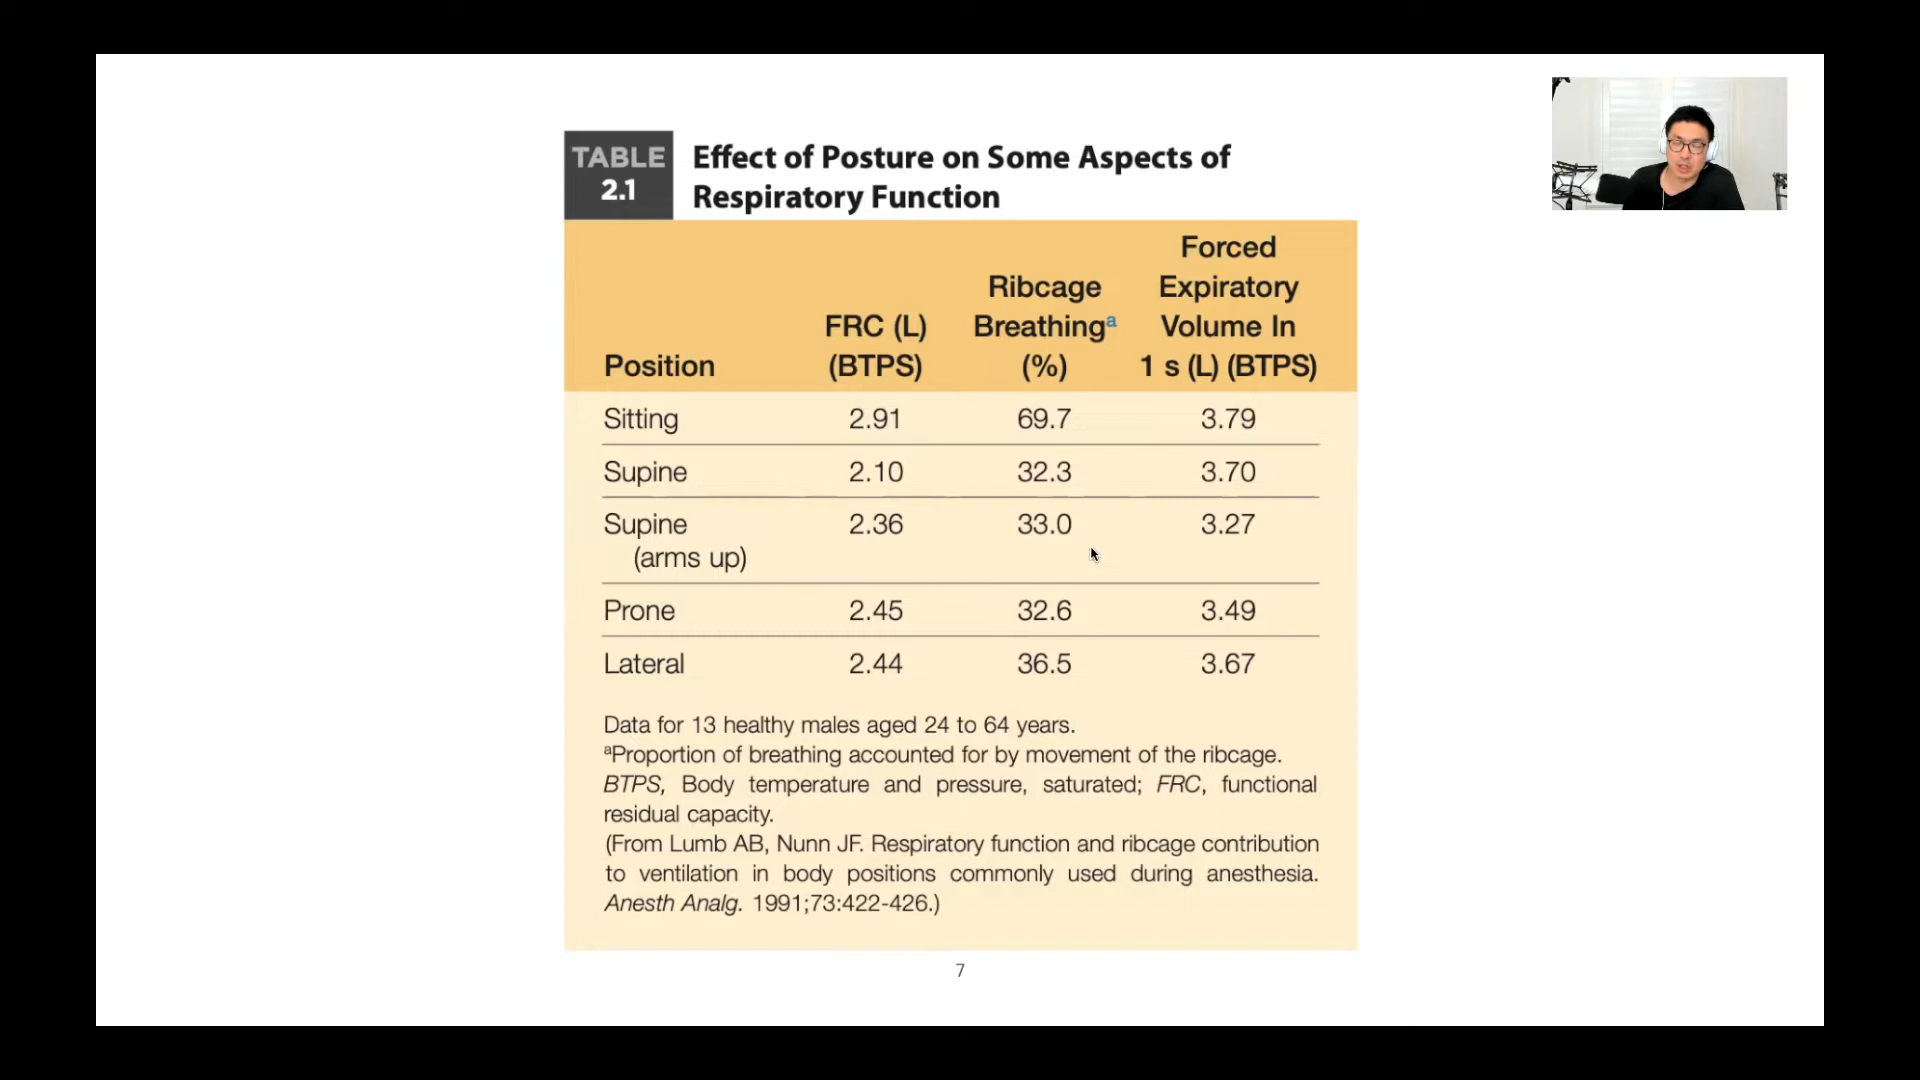 TABLE
2.1
Effect of Posture on Some Aspects of
Respiratory Function
Forced
Ribcage Expiratory
FRC (L) Breathingᵃ Volume In
Position (BTPS) (%) 1 s (L) (BTPS)
Sitting 2.91 69.7 3.79
Supine 2.10 32.3 3.70
Supine 2.36 33.0 3.27
(arms up)
Prone 2.45 32.6 3.49
Lateral 2.44 36.5 3.67
Data for 13 healthy males aged 24 to 64 years.
ᵃProportion of breathing accounted for by movement of the ribcage.
BTPS, Body temperature and pressure, saturated; FRC, functional
residual capacity.
(From Lumb AB, Nunn JF. Respiratory function and ribcage contribution
to ventilation in body positions commonly used during anesthesia.
Anesth Analg. 1991;73:422-426.)
7